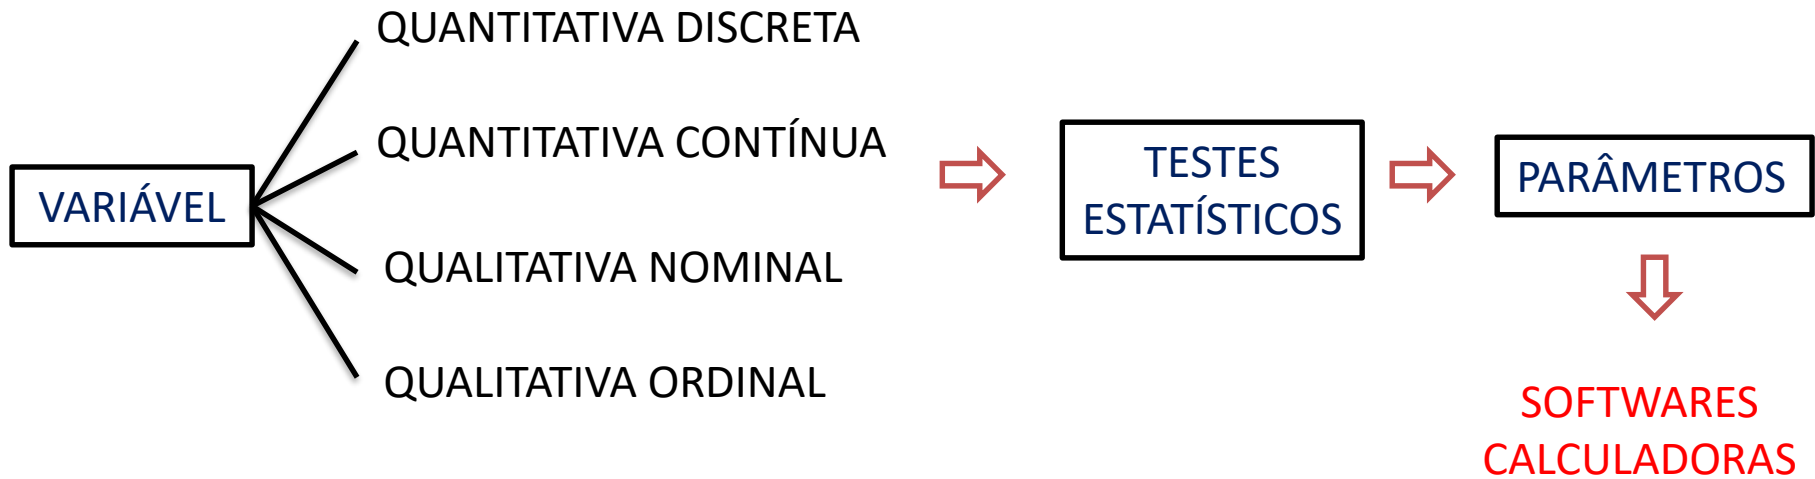 VARIÁVEL
QUANTITATIVA DISCRETA
QUANTITATIVA CONTÍNUA
QUALITATIVA NOMINAL
QUALITATIVA ORDINAL
TESTES
ESTATÍSTICOS
PARÂMETROS
SOFTWARES
CALCULADORAS